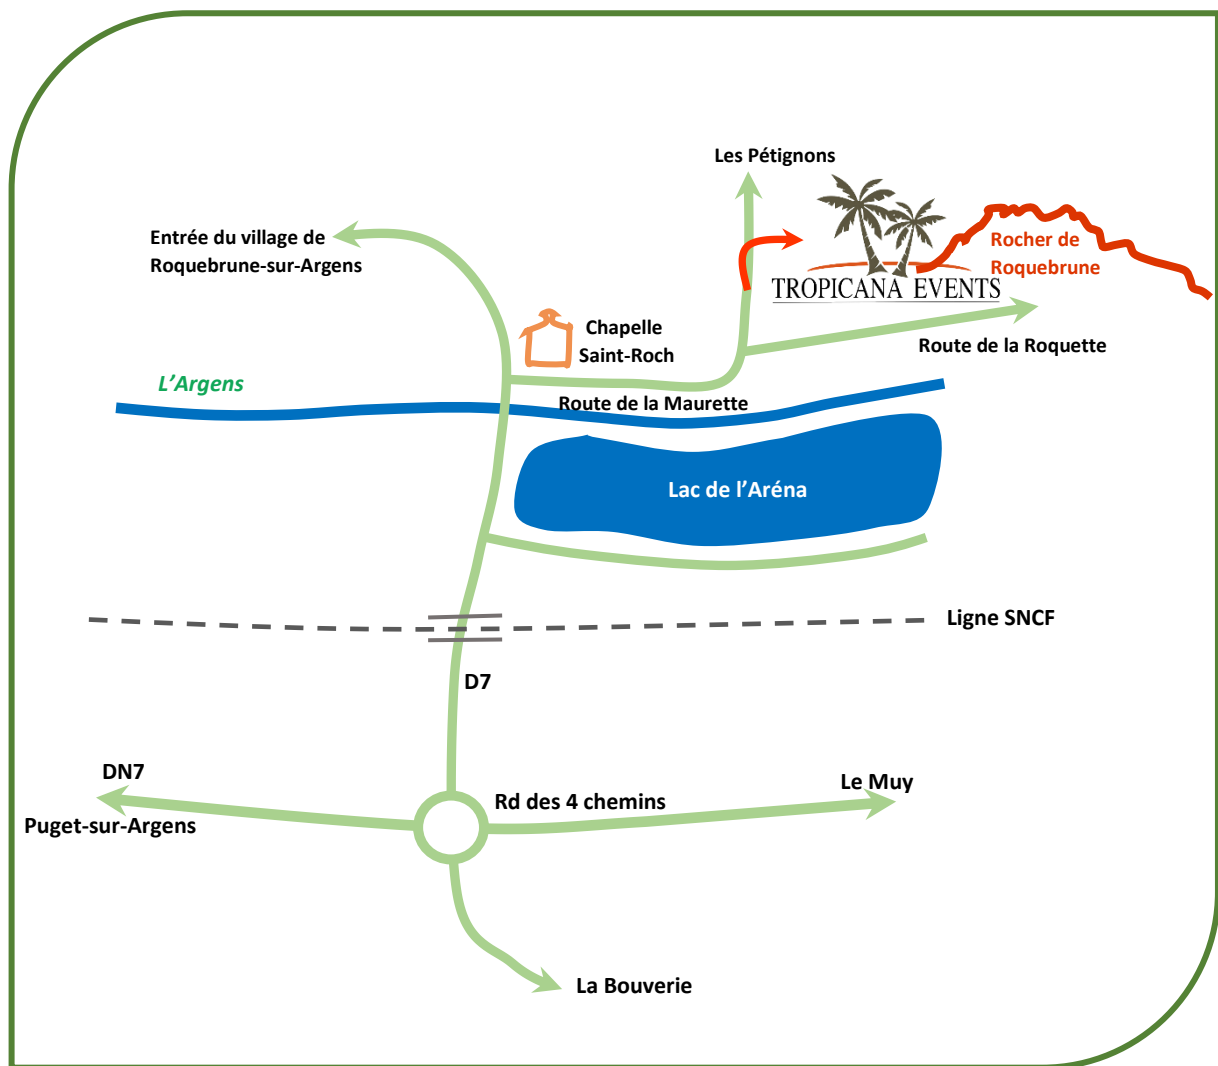 Les Pétignons
Entrée du village de
Roquebrune-sur-Argens
Rocher de
Roquebrune
TROPICANA EVENTS
Chapelle
Saint-Roch
Route de la Roquette
L'Argens
Route de la Maurette
Lac de l'Aréna
Ligne SNCF
D7
DN7
Le Muy
Rd des 4 chemins
Puget-sur-Argens
La Bouverie